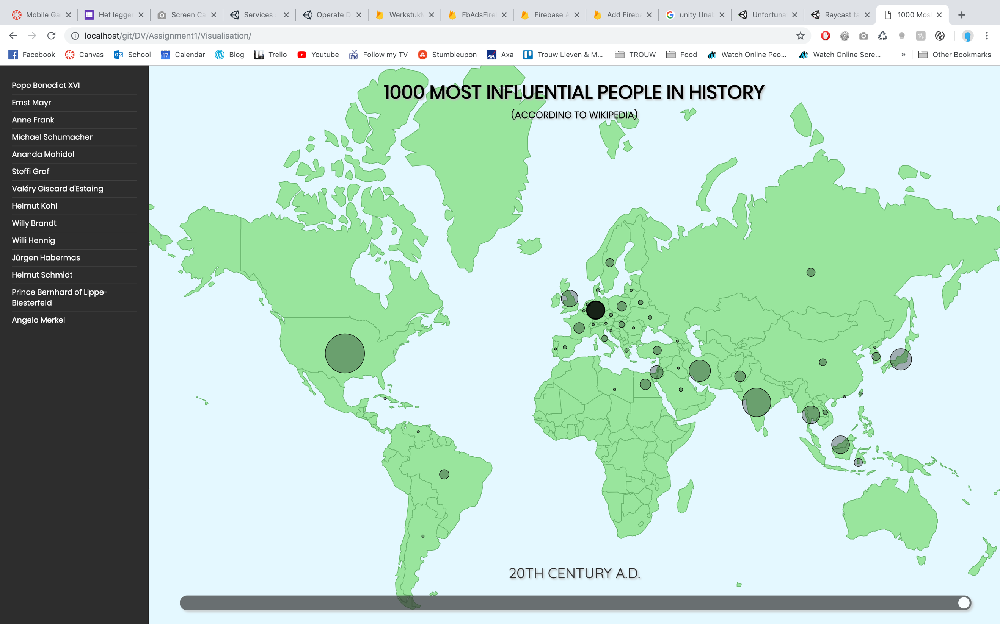 Mobile Ga
Het legge
Screen Ca
Services :
Operate D
Werkstuk
FbAdsFire
Firebase A
Add Fireb
unity Una
Unfortuna
Raycast ta
1000 Mos
localhost/git/DV/Assignment1/Visualisation/
Facebook
Canvas
School
17 Calendar
Blog
Trello
Youtube
Follow my TV
Stumbleupon
AXA Axa
Trouw Lieven & M...
TROUW
Food
Watch Online Peo...
Watch Online Scre...
»
Other Bookmarks
1000 MOST INFLUENTIAL PEOPLE IN HISTORY
(ACCORDING TO WIKIPEDIA)
Pope Benedict XVI
Ernst Mayr
Anne Frank
Michael Schumacher
Ananda Mahidol
Steffi Graf
Valéry Giscard d'Estaing
Helmut Kohl
Willy Brandt
Willi Hennig
Jürgen Habermas
Helmut Schmidt
Prince Bernhard of Lippe-
Biesterfeld
Angela Merkel
20TH CENTURY A.D.